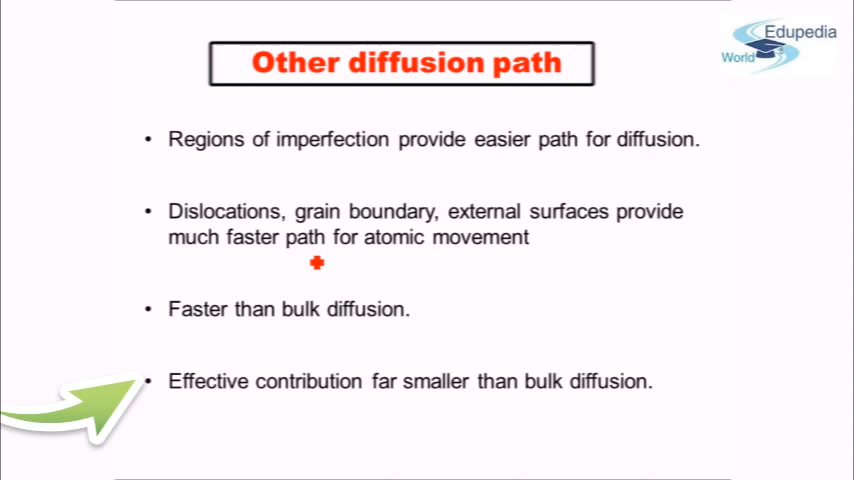 Edupedia
World
Other diffusion path
• Regions of imperfection provide easier path for diffusion.
• Dislocations, grain boundary, external surfaces provide
much faster path for atomic movement
• Faster than bulk diffusion.
• Effective contribution far smaller than bulk diffusion.